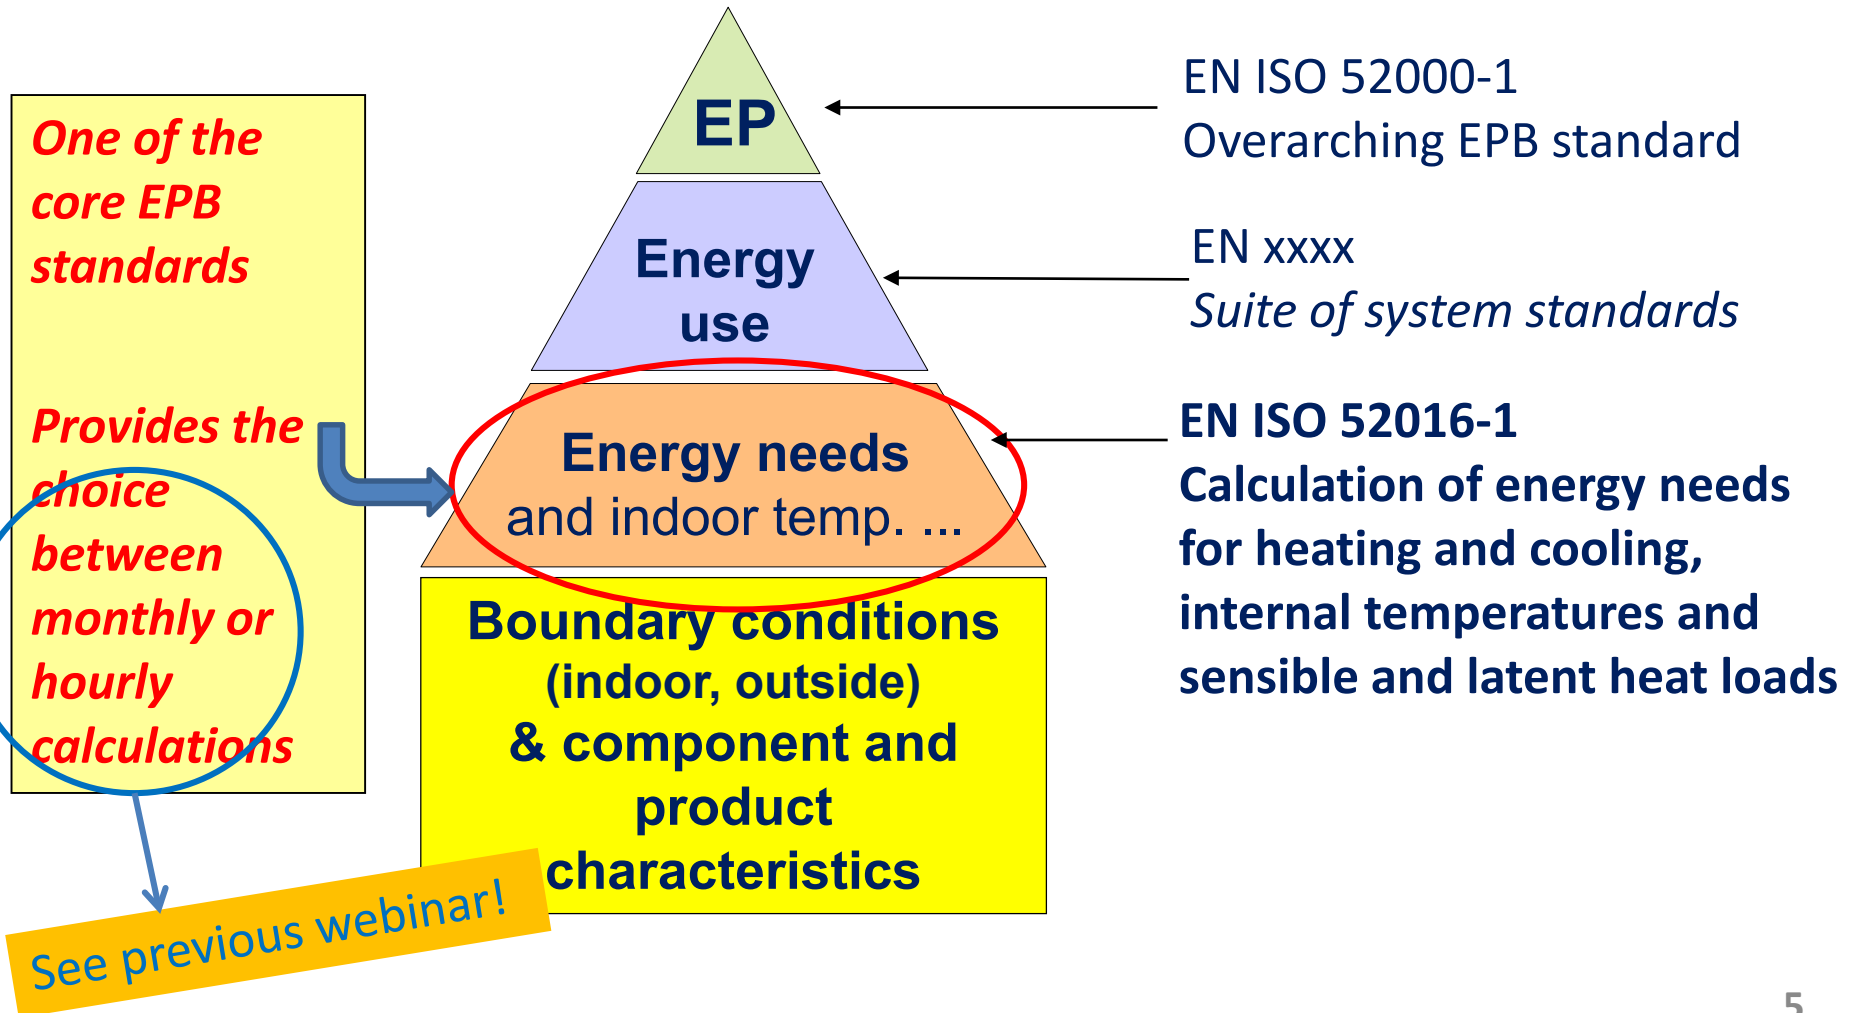 One of the
core EPB
standards
Provides the
choice
between
monthly or
hourly
calculations
See previous webinar!
EP
Energy
use
Energy needs
and indoor temp. ...
Boundary conditions
(indoor, outside)
& component and
product
characteristics
EN ISO 52000-1
Overarching EPB standard
EN xxxx
Suite of system standards
EN ISO 52016-1
Calculation of energy needs
for heating and cooling,
internal temperatures and
sensible and latent heat loads
5